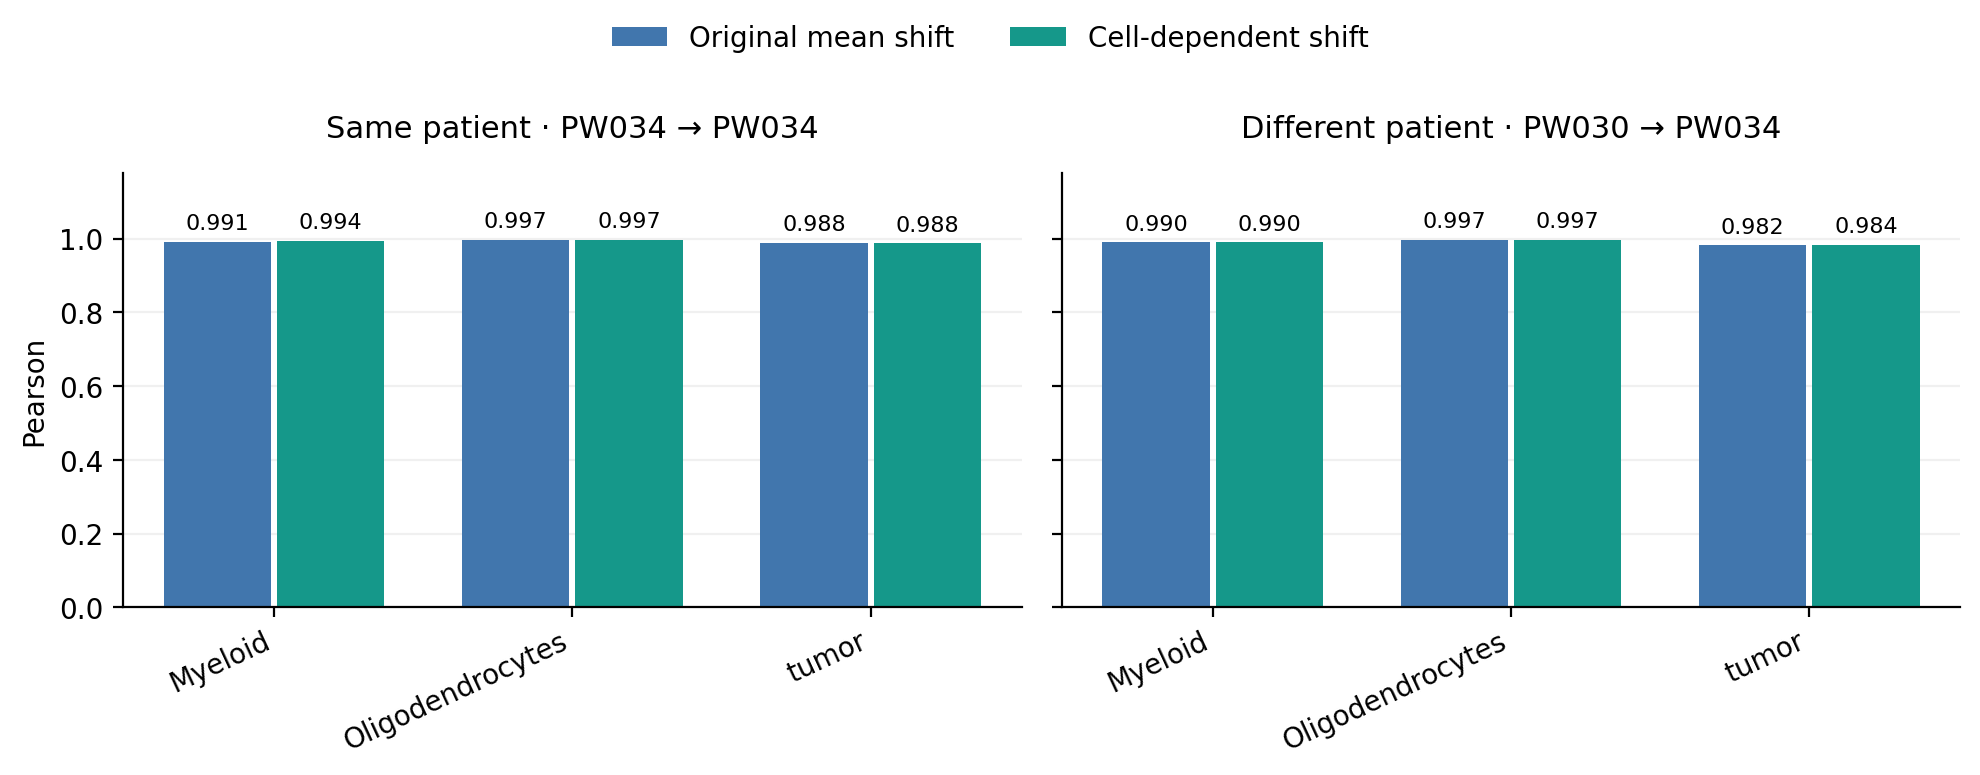 Original mean shift
Cell-dependent shift
Same patient · PW034 → PW034
Different patient · PW030 → PW034
Pearson
1.0
0.8
0.6
0.4
0.2
0.0
0.991
0.994
0.997
0.997
0.988
0.988
Myeloid
Oligodendrocytes
tumor
0.990
0.990
0.997
0.997
0.982
0.984
Myeloid
Oligodendrocytes
tumor